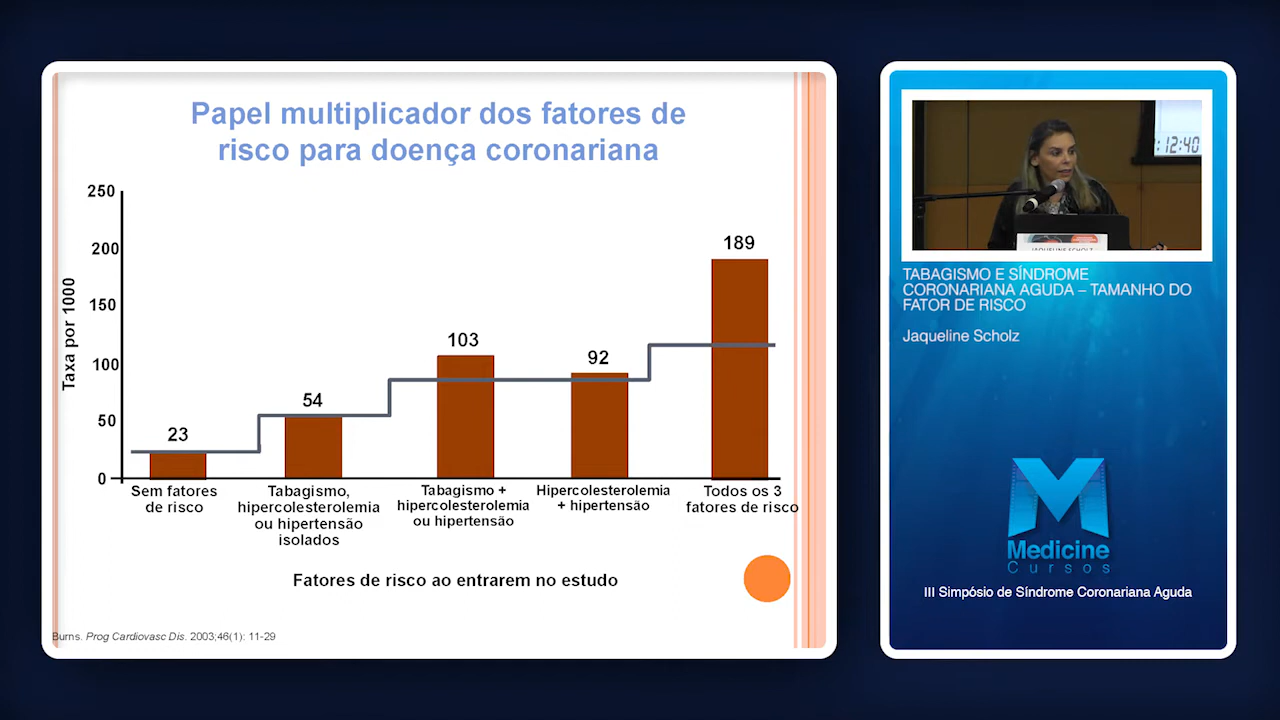 Papel multiplicador dos fatores de
risco para doença coronariana
250
200
150
100
50
0
Taxa por 1000
23
54
103
92
189
Sem fatores
de risco
Tabagismo,
hipercolesterolemia
ou hipertensão
isolados
Tabagismo +
hipercolesterolemia
ou hipertensão
Hipercolesterolemia
+ hipertensão
Todos os 3
fatores de risco
Fatores de risco ao entrarem no estudo
Burns. Prog Cardiovasc Dis. 2003;46(1): 11-29
:12:40
JAQUELINE SCHOLZ
TABAGISMO E SÍNDROME
CORONARIANA AGUDA – TAMANHO DO
FATOR DE RISCO
Jaqueline Scholz
Medicine
Cursos
III Simpósio de Síndrome Coronariana Aguda